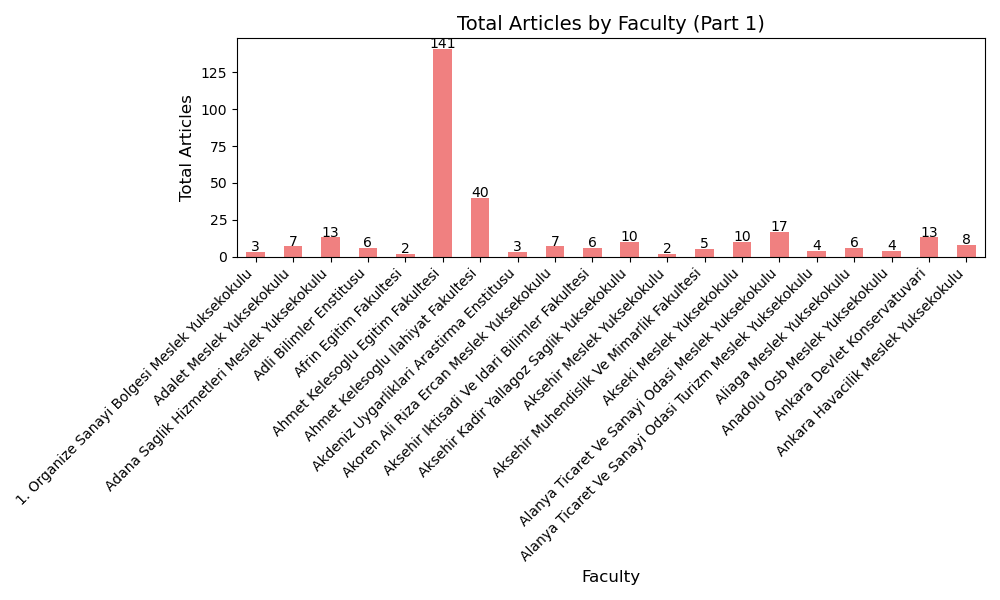 Total Articles by Faculty (Part 1)
Total Articles
125
100
75
50
25
0
3
7
13
6
2
141
40
3
7
6
10
2
5
10
17
4
6
4
13
8
1. Organize Sanayi Bolgesi Meslek Yuksekokulu
Adalet Meslek Yuksekokulu
Adana Saglik Hizmetleri Meslek Yuksekokulu
Adli Bilimler Enstitusu
Afrin Egitim Fakultesi
Ahmet Kelesoglu Egitim Fakultesi
Ahmet Kelesoglu Ilahiyat Fakultesi
Akdeniz Uygarliklari Arastirma Enstitusu
Akoren Ali Riza Ercan Meslek Yuksekokulu
Aksehir Iktisadi Ve Idari Bilimler Fakultesi
Aksehir Kadir Yallagoz Saglik Yuksekokulu
Aksehir Meslek Yuksekokulu
Aksehir Muhendislik Ve Mimarlik Fakultesi
Akseki Meslek Yuksekokulu
Alanya Ticaret Ve Sanayi Odasi Meslek Yuksekokulu
Alanya Ticaret Ve Sanayi Odasi Turizm Meslek Yuksekokulu
Aliaga Meslek Yuksekokulu
Anadolu Osb Meslek Yuksekokulu
Ankara Devlet Konservatuvari
Ankara Havacilik Meslek Yuksekokulu
Faculty